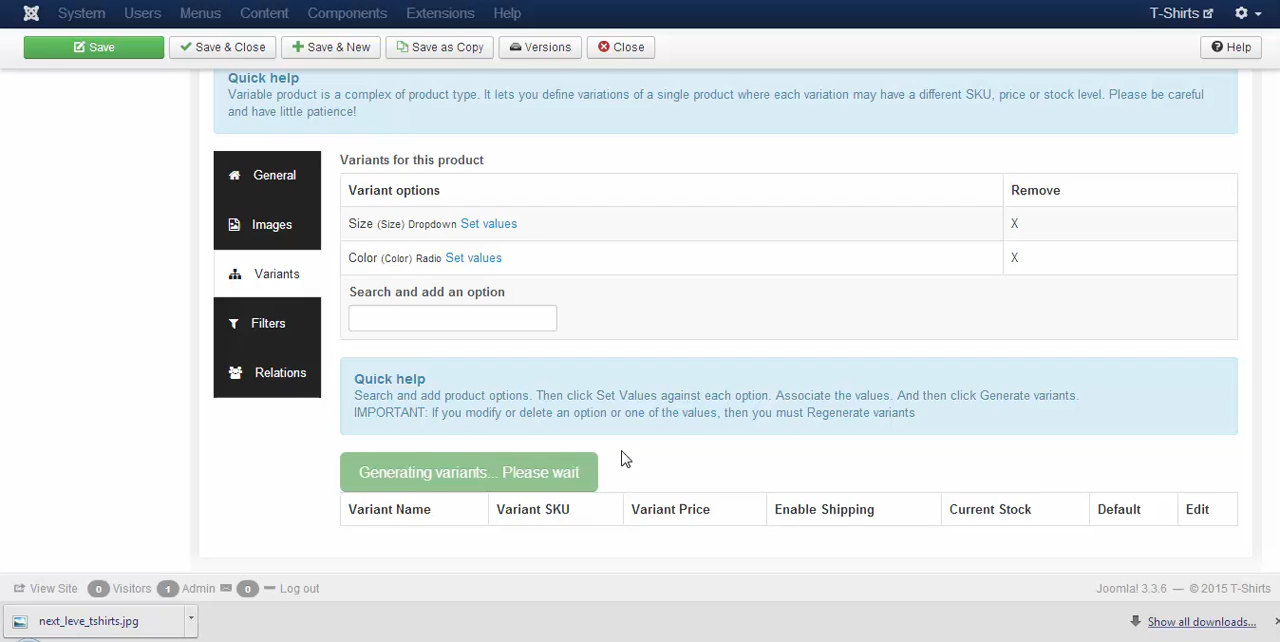 System Users Menus Content Components Extensions Help T-Shirts
Save Save & Close Save & New Save as Copy Versions Close Help
Quick help
Variable product is a complex of product type. It lets you define variations of a single product where each variation may have a different SKU, price or stock level. Please be careful
and have little patience!
General
Images
Variants
Filters
Relations
Variants for this product
Variant options Remove
Size (Size) Dropdown Set values X
Color (Color) Radio Set values X
Search and add an option
Quick help
Search and add product options. Then click Set Values against each option. Associate the values. And then click Generate variants.
IMPORTANT: If you modify or delete an option or one of the values, then you must Regenerate variants
Generating variants... Please wait
Variant Name Variant SKU Variant Price Enable Shipping Current Stock Default Edit
View Site 0 Visitors 1 Admin 0 Log out Joomla! 3.3.6 — © 2015 T-Shirts
next_leve_tshirts.jpg Show all downloads...